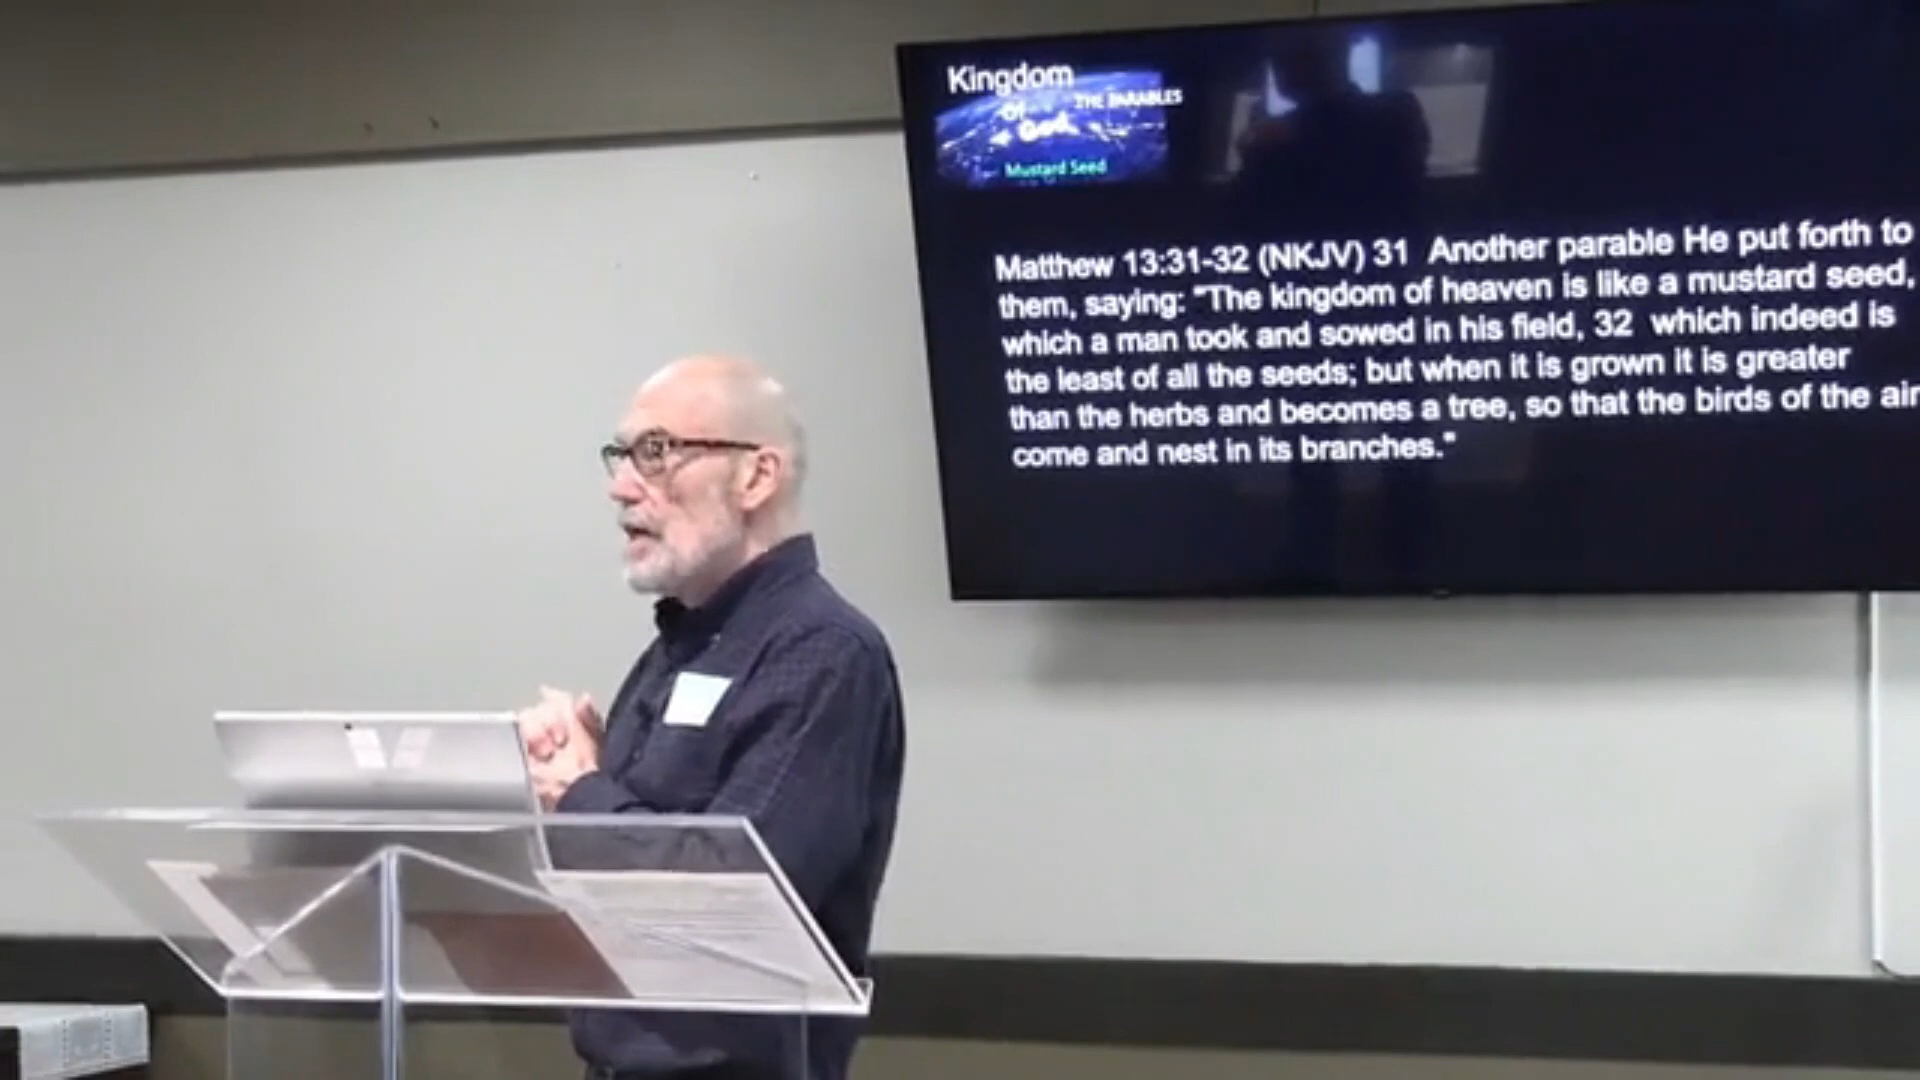 Kingdom
of THE PARABLES
God
Mustard Seed
Matthew 13:31-32 (NKJV) 31 Another parable He put forth to
them, saying: "The kingdom of heaven is like a mustard seed,
which a man took and sowed in his field, 32 which indeed is
the least of all the seeds; but when it is grown it is greater
than the herbs and becomes a tree, so that the birds of the air
come and nest in its branches."